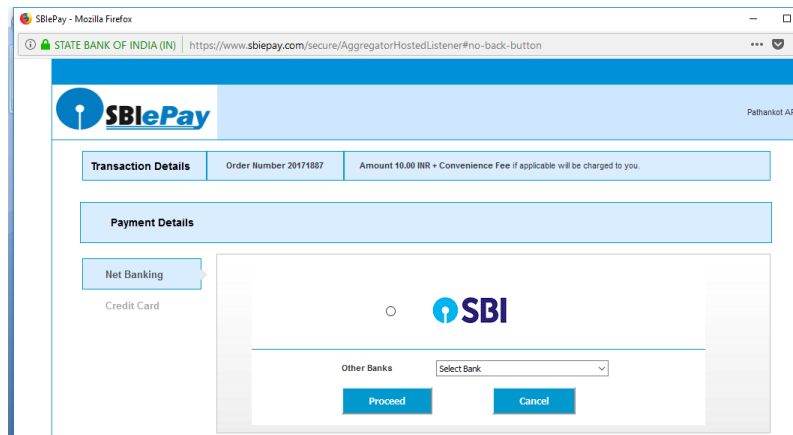 SBIePay - Mozilla Firefox
STATE BANK OF INDIA (IN) https://www.sbiepay.com/secure/AggregatorHostedListener#no-back-button
SBIePay
Pathankot
Transaction Details Order Number 20171887 Amount 10.00 INR + Convenience Fee if applicable will be charged to you.
Payment Details
Net Banking
Credit Card
SBI
Other Banks Select Bank
Proceed Cancel